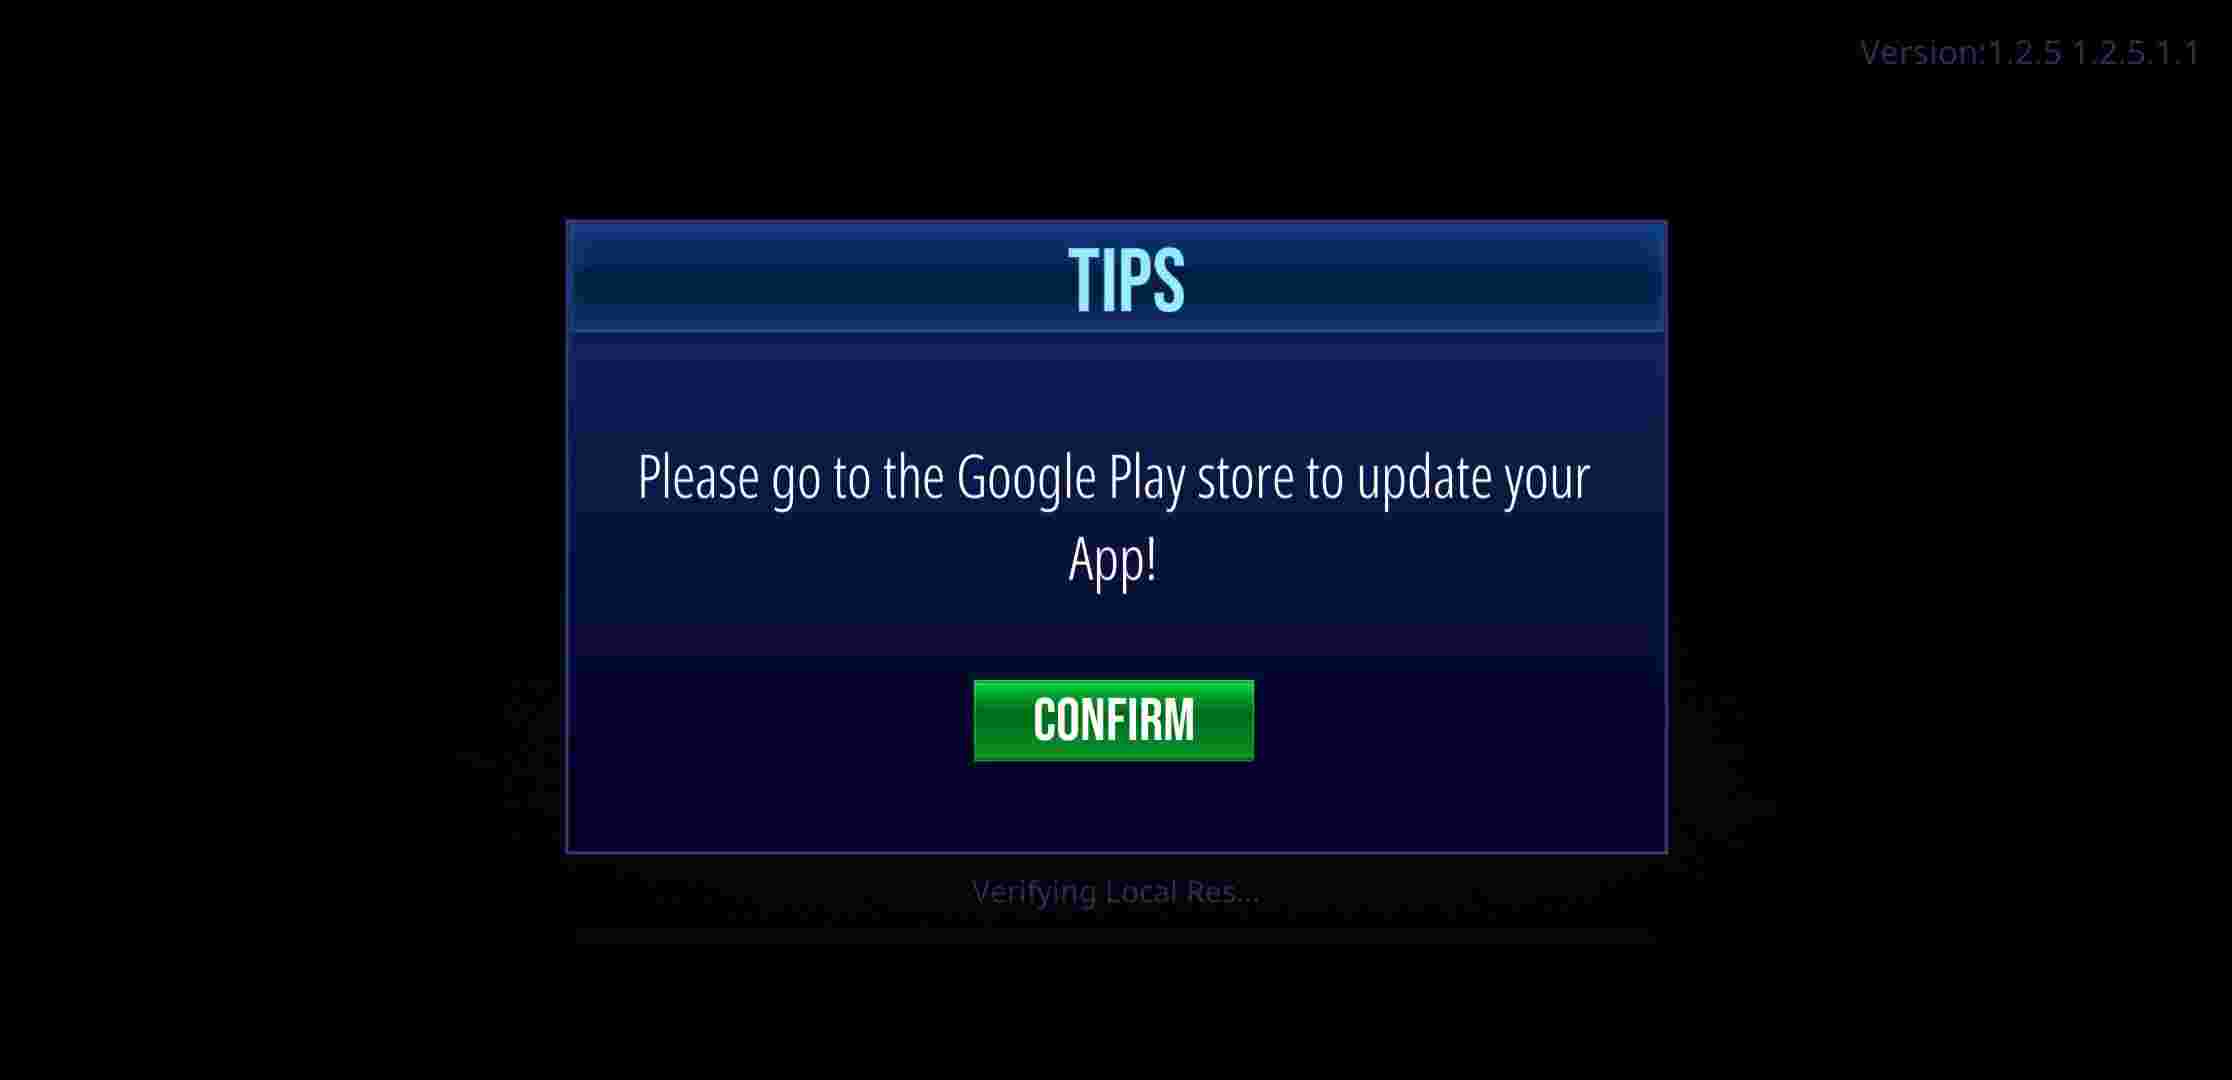 Version:1.2.5 1.2.5.1.1
TIPS
Please go to the Google Play store to update your
App!
CONFIRM
Verifying Local Res...